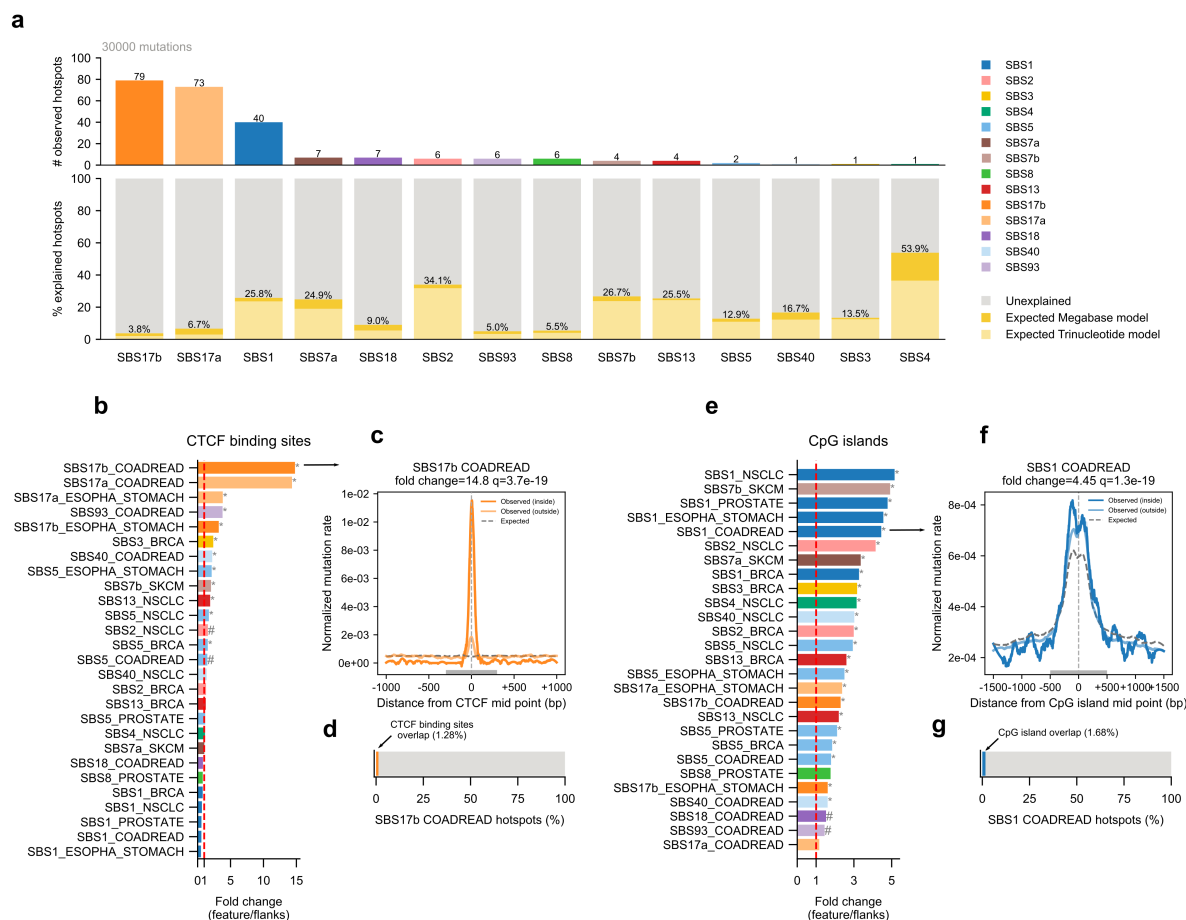 a
30000 mutations
# observed hotspots
100
80
60
40
20
0
79
73
40
7
7
6
6
6
4
4
2
1
1
1
% explained hotspots
100
80
60
40
20
0
3.8%
6.7%
25.8%
24.9%
9.0%
34.1%
5.0%
5.5%
26.7%
25.5%
12.9%
16.7%
13.5%
53.9%
SBS17b
SBS17a
SBS1
SBS7a
SBS18
SBS2
SBS93
SBS8
SBS7b
SBS13
SBS5
SBS40
SBS3
SBS4
SBS1
SBS2
SBS3
SBS4
SBS5
SBS7a
SBS7b
SBS8
SBS13
SBS17b
SBS17a
SBS18
SBS40
SBS93
Unexplained
Expected Megabase model
Expected Trinucleotide model
b
CTCF binding sites
SBS17b_COADREAD *
SBS17a_COADREAD *
SBS17a_ESOPHA_STOMACH *
SBS93_COADREAD *
SBS17b_ESOPHA_STOMACH *
SBS3_BRCA *
SBS40_COADREAD *
SBS5_ESOPHA_STOMACH *
SBS7b_SKCM *
SBS13_NSCLC *
SBS5_NSCLC *
SBS2_NSCLC #
SBS5_BRCA *
SBS5_COADREAD #
SBS40_NSCLC
SBS2_BRCA
SBS13_BRCA
SBS5_PROSTATE
SBS4_NSCLC
SBS7a_SKCM
SBS18_COADREAD
SBS8_PROSTATE
SBS1_BRCA
SBS1_NSCLC
SBS1_PROSTATE
SBS1_COADREAD
SBS1_ESOPHA_STOMACH
0 1 5 10 15
Fold change
(feature/flanks)
c
SBS17b COADREAD
fold change=14.8 q=3.7e-19
Normalized mutation rate
1e-02
1e-02
8e-03
6e-03
4e-03
2e-03
0e+00
Observed (inside)
Observed (outside)
Expected
-1000 -500 0 +500 +1000
Distance from CTCF mid point (bp)
d
CTCF binding sites
overlap (1.28%)
0 25 50 75 100
SBS17b COADREAD hotspots (%)
e
CpG islands
SBS1_NSCLC *
SBS7b_SKCM *
SBS1_PROSTATE *
SBS1_ESOPHA_STOMACH *
SBS1_COADREAD *
SBS2_NSCLC *
SBS7a_SKCM *
SBS1_BRCA *
SBS3_BRCA *
SBS4_NSCLC *
SBS40_NSCLC *
SBS2_BRCA *
SBS5_NSCLC *
SBS13_BRCA *
SBS5_ESOPHA_STOMACH *
SBS17a_ESOPHA_STOMACH *
SBS17b_COADREAD *
SBS13_NSCLC *
SBS5_PROSTATE *
SBS5_BRCA *
SBS5_COADREAD *
SBS8_PROSTATE
SBS17b_ESOPHA_STOMACH *
SBS40_COADREAD *
SBS18_COADREAD #
SBS93_COADREAD #
SBS17a_COADREAD
0 1 3 5
Fold change
(feature/flanks)
f
SBS1 COADREAD
fold change=4.45 q=1.3e-19
Normalized mutation rate
8e-04
6e-04
4e-04
2e-04
Observed (inside)
Observed (outside)
Expected
-1500 -1000 -500 0 +500 +1000 +1500
Distance from CpG island mid point (bp)
g
CpG island overlap (1.68%)
0 25 50 75 100
SBS1 COADREAD hotspots (%)